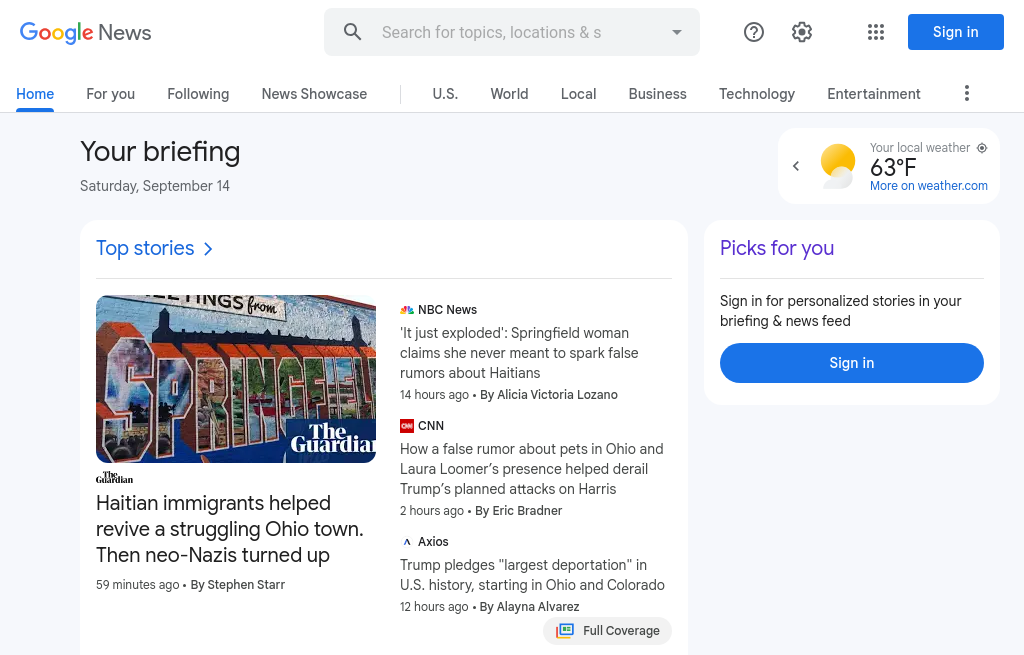 Google News
Search for topics, locations & s
Sign in
Home
For you
Following
News Showcase
U.S.
World
Local
Business
Technology
Entertainment
Your briefing
Saturday, September 14
Your local weather
63°F
More on weather.com
Top stories
Picks for you
Sign in for personalized stories in your
briefing & news feed
Sign in
GREETINGS from
SPRINGFIEL
The
Guardian
The
Guardian
Haitian immigrants helped
revive a struggling Ohio town.
Then neo-Nazis turned up
59 minutes ago • By Stephen Starr
NBC News
'It just exploded': Springfield woman
claims she never meant to spark false
rumors about Haitians
14 hours ago • By Alicia Victoria Lozano
CNN
CNN
How a false rumor about pets in Ohio and
Laura Loomer’s presence helped derail
Trump’s planned attacks on Harris
2 hours ago • By Eric Bradner
Axios
Trump pledges "largest deportation" in
U.S. history, starting in Ohio and Colorado
12 hours ago • By Alayna Alvarez
Full Coverage